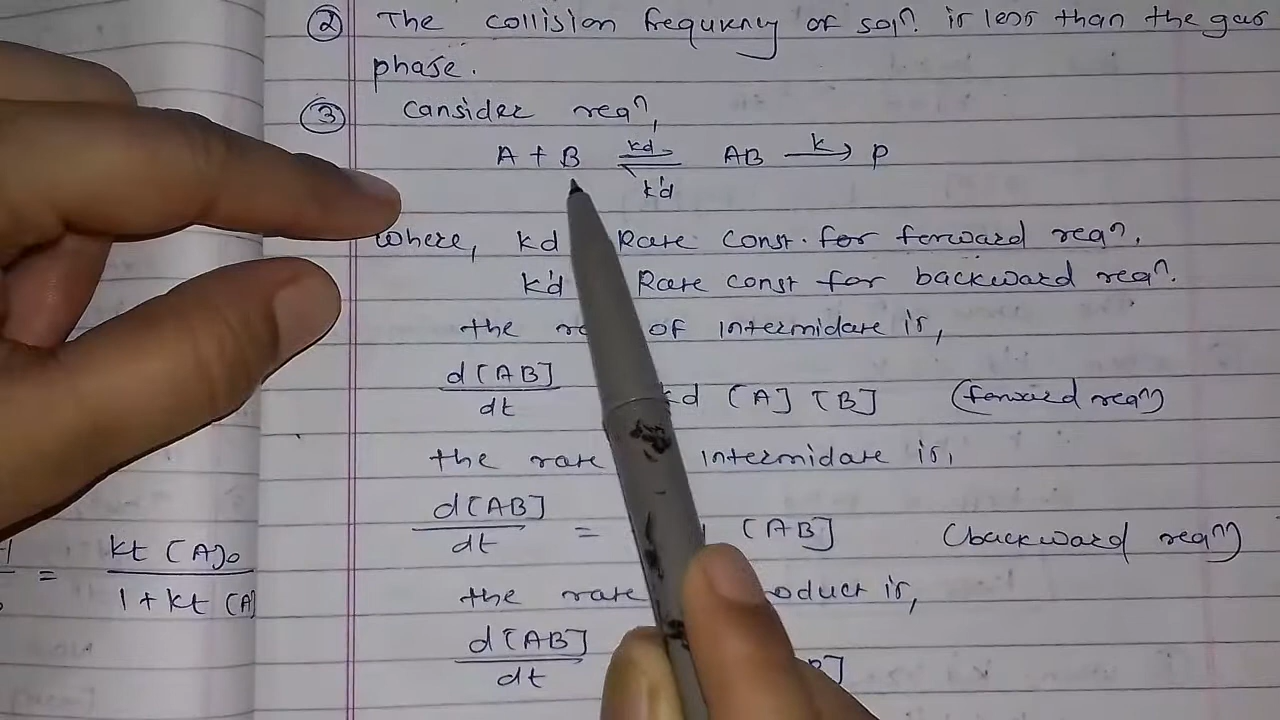 ② The collision frequency of solⁿ. is less than the gas
phase.
③ Consider reaⁿ,
A + B ⇌ AB → P
kd k'd k
where, kd Rate const. for forward reaⁿ.
k'd Rate const for backward reaⁿ.
the of intermidate is,
d[AB]/dt kd [A] [B] (forward reaⁿ)
the rate intermidate is,
d[AB]/dt = [AB] (backward reaⁿ)
the rate is,
d[AB]/dt
= kt [A]₀ / 1 + kt [A]